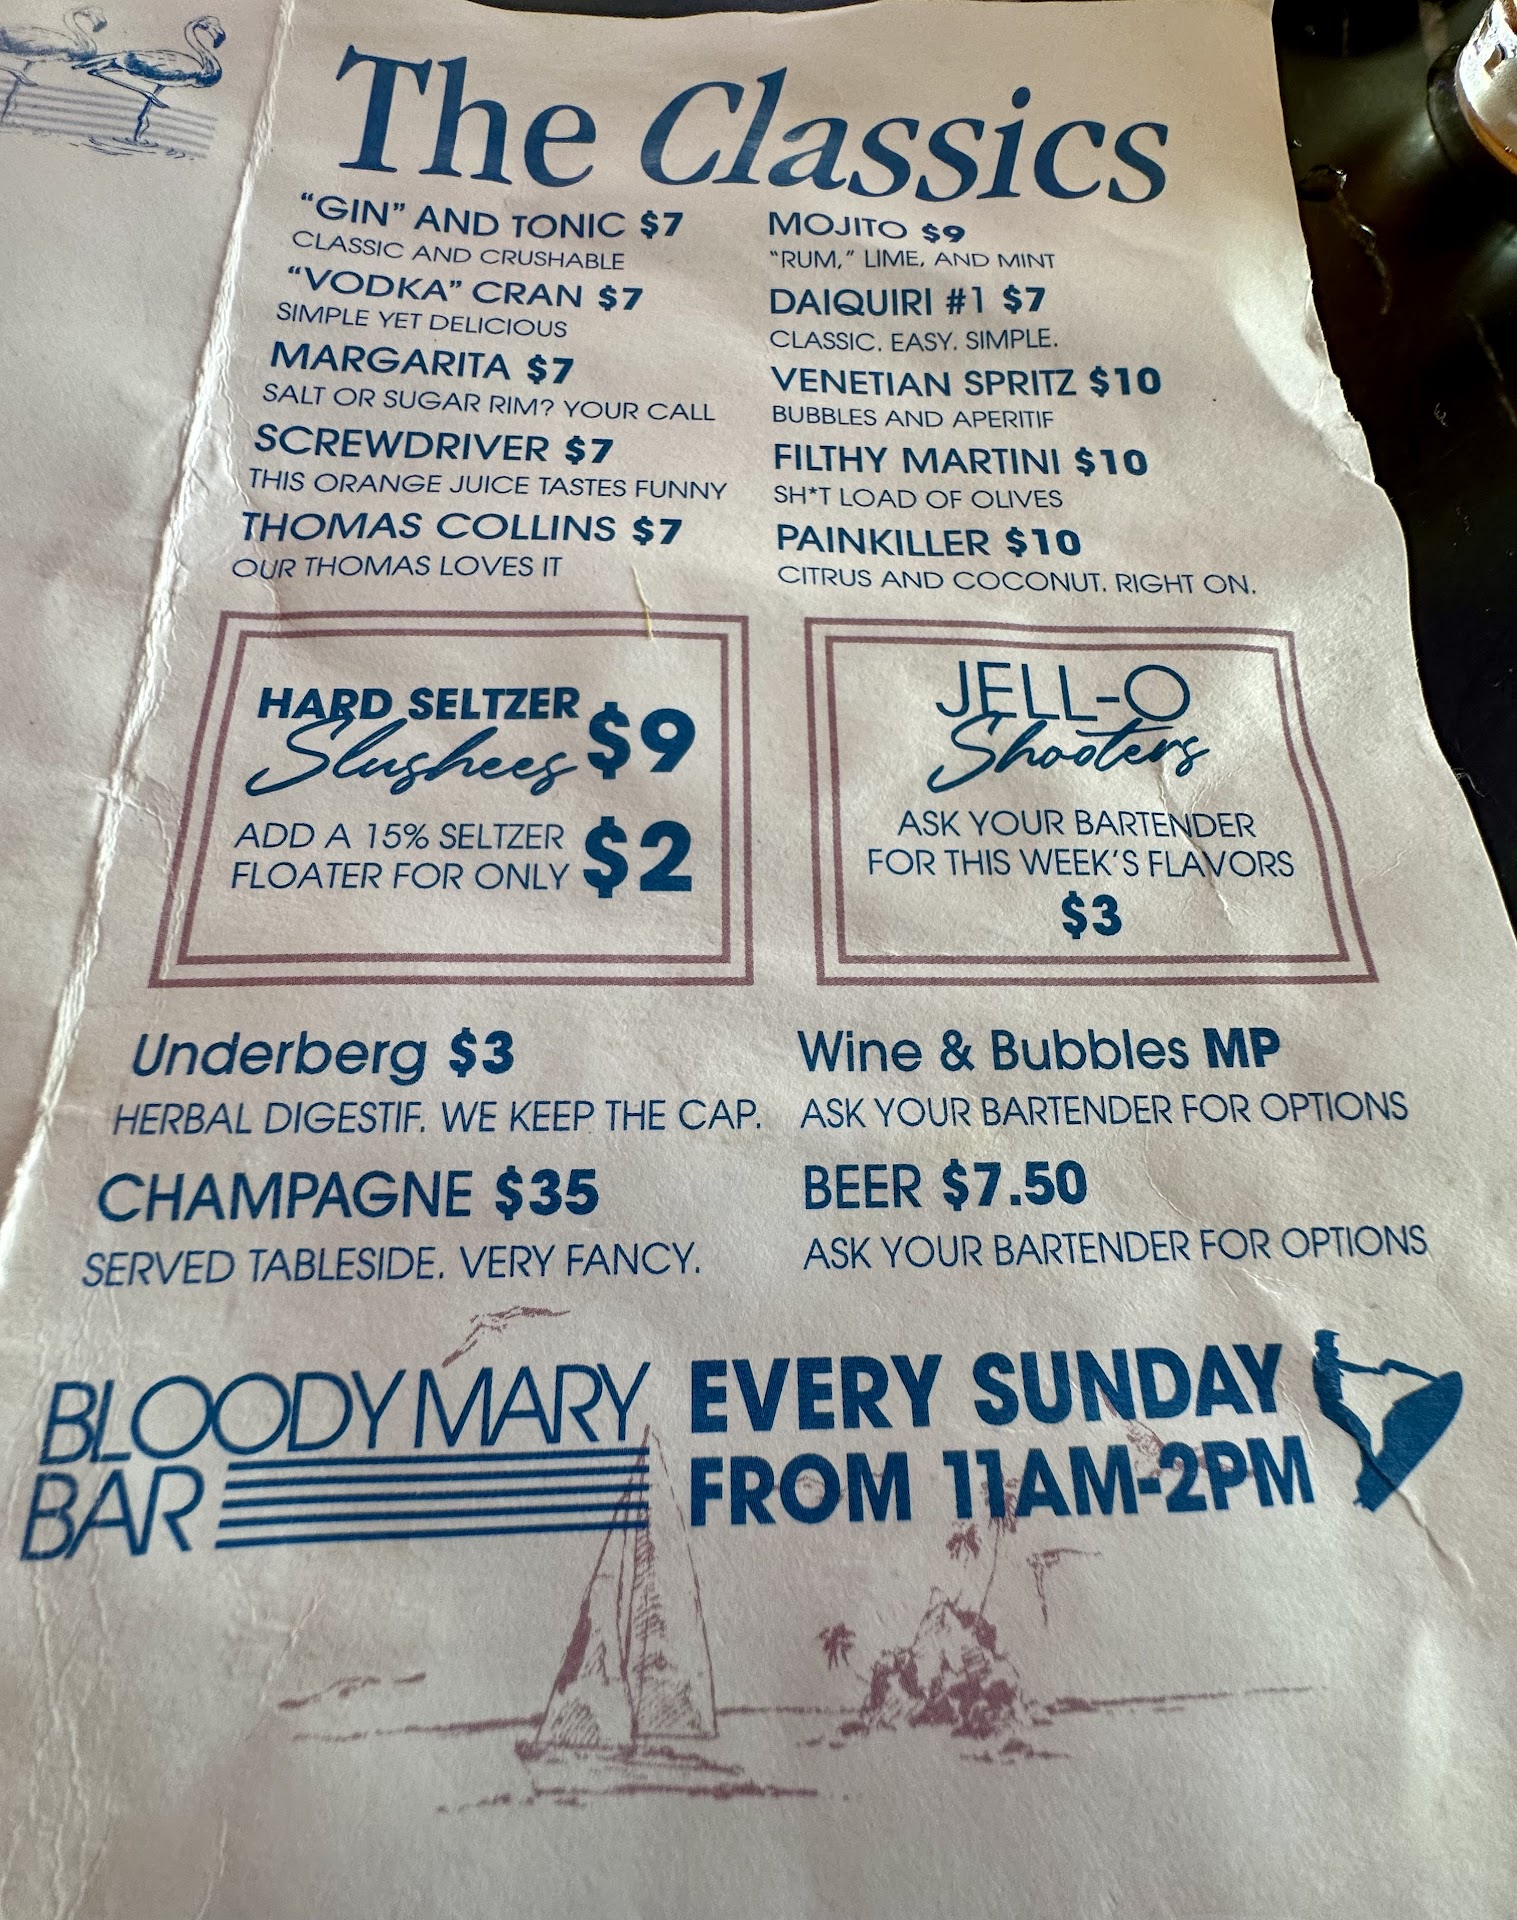 The Classics
"GIN" AND TONIC $7
CLASSIC AND CRUSHABLE
"VODKA" CRAN $7
SIMPLE YET DELICIOUS
MARGARITA $7
SALT OR SUGAR RIM? YOUR CALL
SCREWDRIVER $7
THIS ORANGE JUICE TASTES FUNNY
THOMAS COLLINS $7
OUR THOMAS LOVES IT
MOJITO $9
"RUM," LIME, AND MINT
DAIQUIRI #1 $7
CLASSIC. EASY. SIMPLE.
VENETIAN SPRITZ $10
BUBBLES AND APERITIF
FILTHY MARTINI $10
SH*T LOAD OF OLIVES
PAINKILLER $10
CITRUS AND COCONUT. RIGHT ON.
HARD SELTZER
Slushees $9
ADD A 15% SELTZER
FLOATER FOR ONLY $2
JELL-O
Shooters
ASK YOUR BARTENDER
FOR THIS WEEK'S FLAVORS
$3
Underberg $3
HERBAL DIGESTIF. WE KEEP THE CAP.
CHAMPAGNE $35
SERVED TABLESIDE. VERY FANCY.
Wine & Bubbles MP
ASK YOUR BARTENDER FOR OPTIONS
BEER $7.50
ASK YOUR BARTENDER FOR OPTIONS
BLOODY MARY
BAR
EVERY SUNDAY
FROM 11AM-2PM